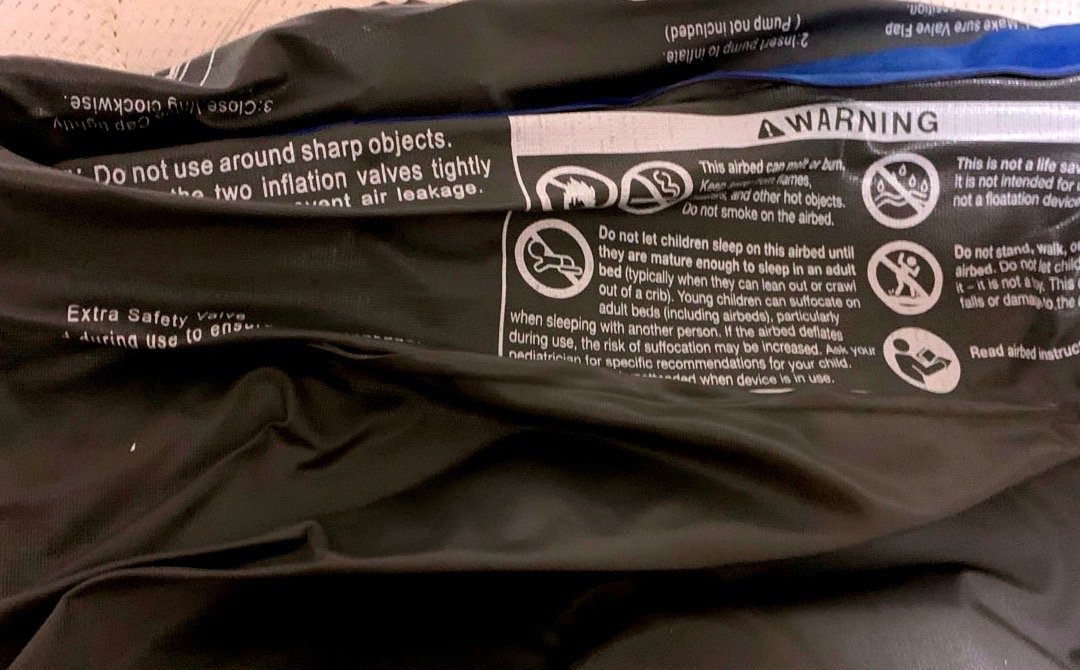 1: Make Sure Valve Flap
2:Insert pump to inflate.
( Pump not included)
3:Close
Cap tightly
clockwise.
Do not use around sharp objects.
two inflation valves tightly
air leakage.
Extra Safety Valve
during use to
WARNING
This airbed can melt or burn.
Keep flames,
and other hot objects.
Do not smoke on the airbed.
Do not let children sleep on this airbed until
they are mature enough to sleep in an adult
bed (typically when they can lean out or crawl
out of a crib). Young children can suffocate on
adult beds (including airbeds), particularly
when sleeping with another person. If the airbed deflates
during use, the risk of suffocation may be increased. Ask your
pediatrician for specific recommendations for your child.
when device is in use.
This is not a life
It is not intended for
not a floatation device
Do not stand, walk,
airbed. Do not let
it – it is not a toy. This
falls or damage to the
Read airbed